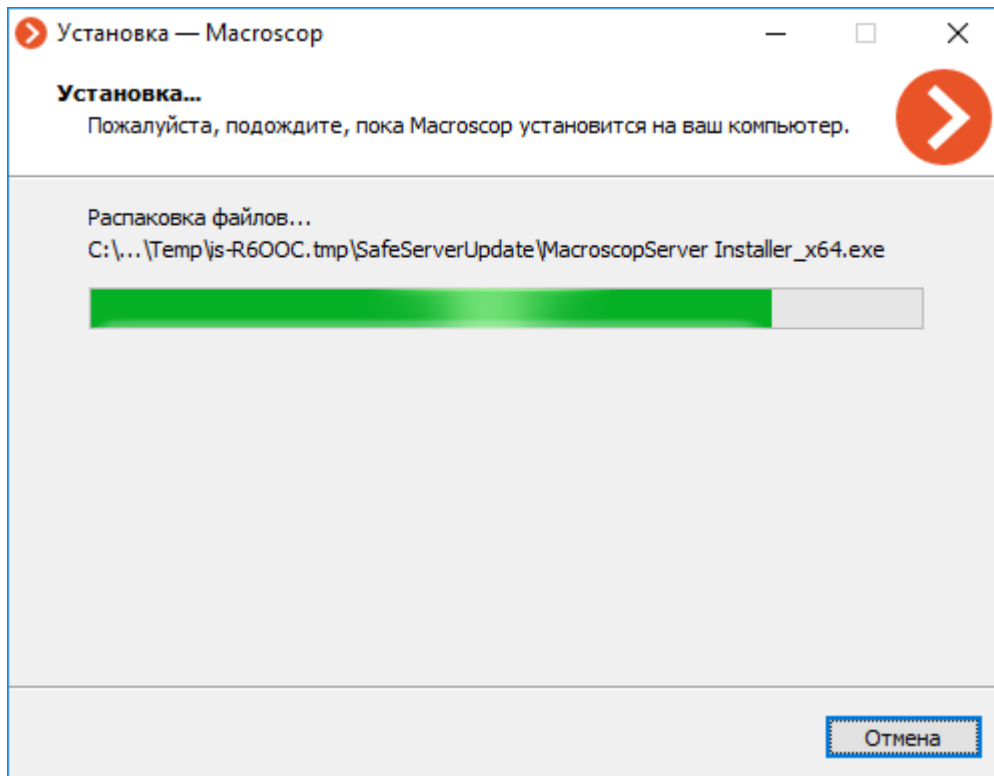 Установка — Macroscop
Установка...
Пожалуйста, подождите, пока Macroscop установится на ваш компьютер.
Распаковка файлов...
C:\...\Temp\is-R6OOC.tmp\SafeServerUpdate\MacroscopServer Installer_x64.exe
Отмена